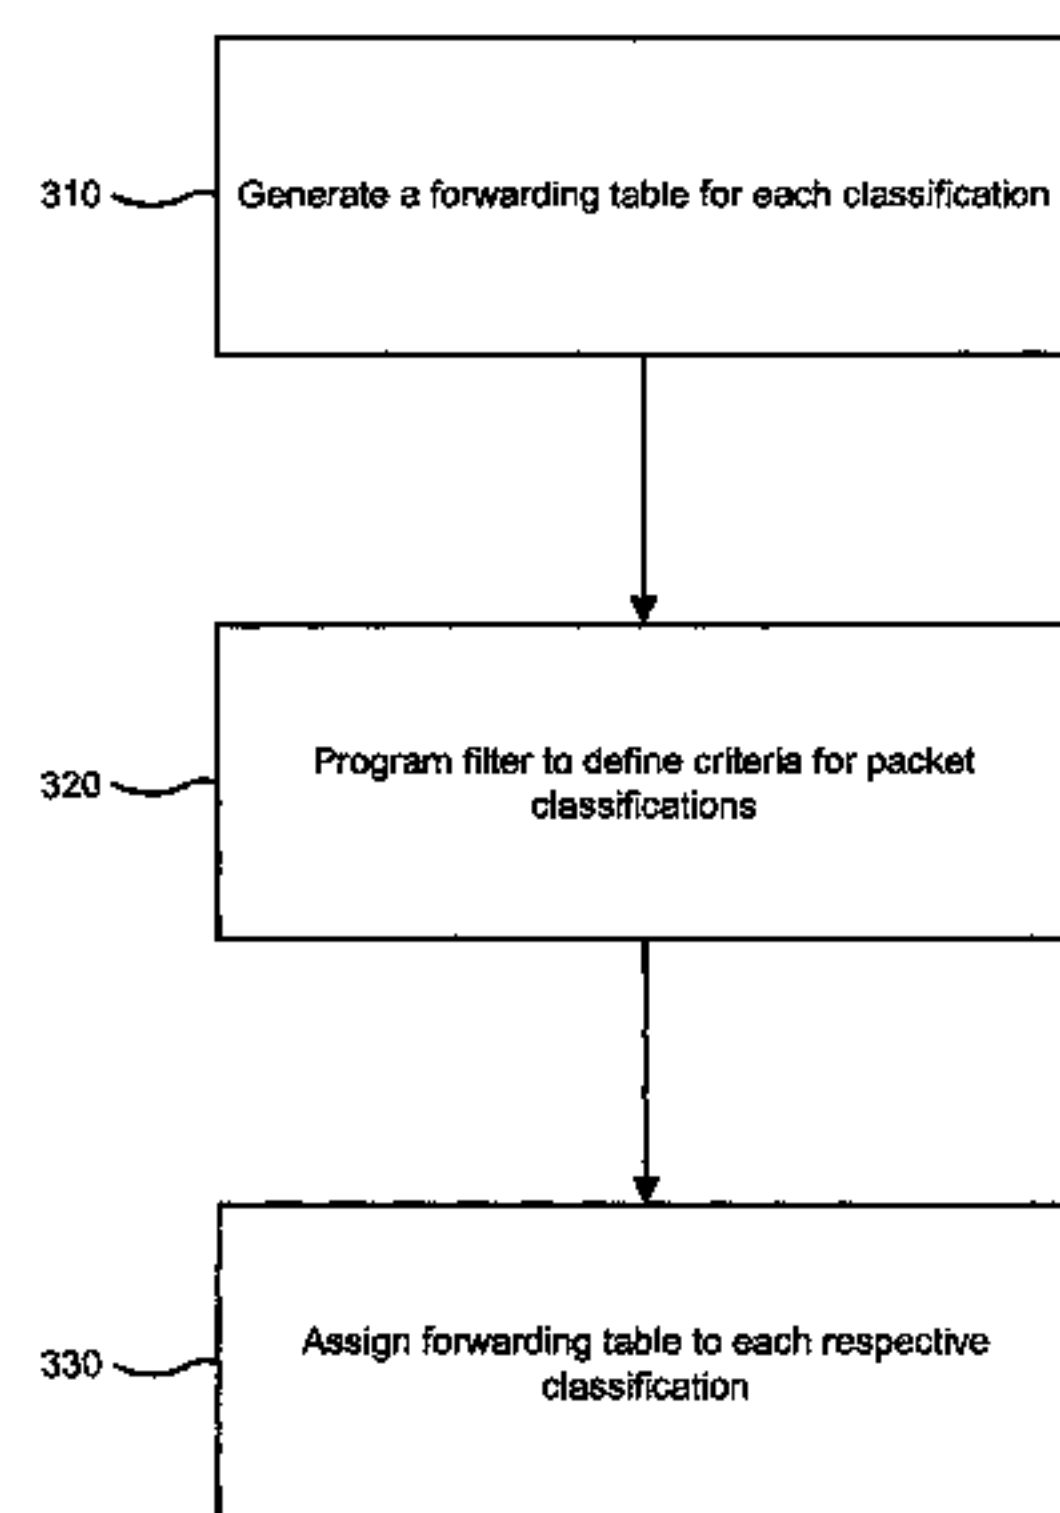 310 Generate a forwarding table for each classification
320 Program filter to define criteria for packet
classifications
330 Assign forwarding table to each respective
classification